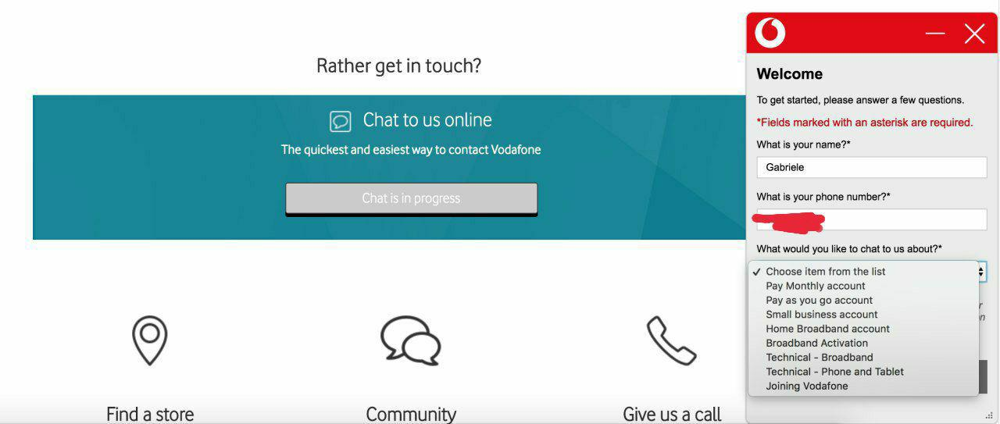 Rather get in touch?
Chat to us online
The quickest and easiest way to contact Vodafone
Chat is in progress
Find a store
Community
Give us a call
Welcome
To get started, please answer a few questions.
*Fields marked with an asterisk are required.
What is your name?*
Gabriele
What is your phone number?*
What would you like to chat to us about?*
✓ Choose item from the list
Pay Monthly account
Pay as you go account
Small business account
Home Broadband account
Broadband Activation
Technical - Broadband
Technical - Phone and Tablet
Joining Vodafone